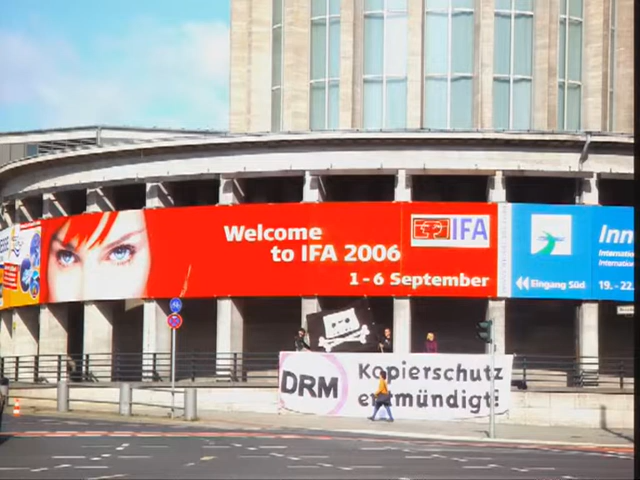 Welcome
to IFA 2006
1 - 6 September
IFA
Inn
Eingang Süd
19. - 22.
DRM
Kopierschutz
entmündigt!